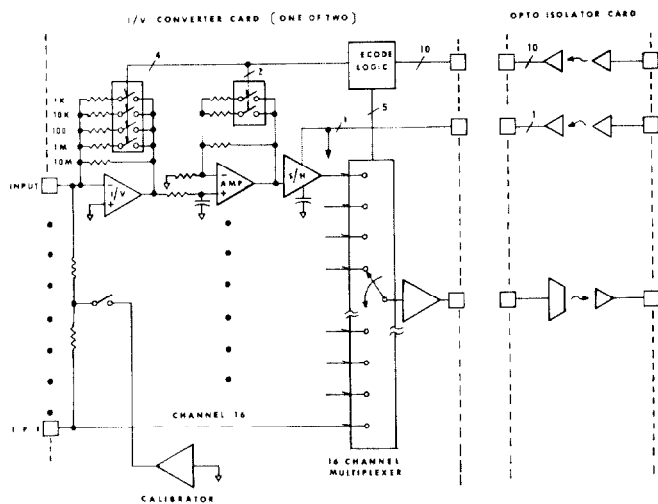 I/V CONVERTER CARD (ONE OF TWO)
OPTO ISOLATOR CARD
4
2
ECODE
LOGIC
10
10
1K
10K
100
1M
10M
5
1
1
INPUT
-
+
I/V
-
+
AMP
S/H
CHANNEL 16
16 CHANNEL
MULTIPLEXER
CALIBRATOR